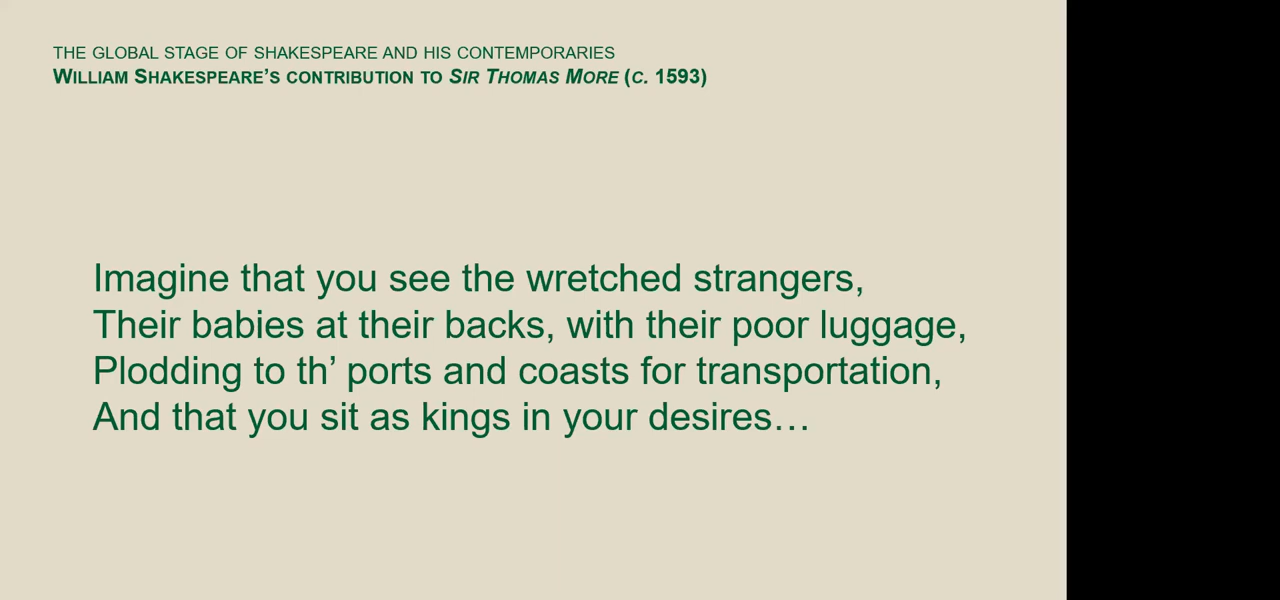 THE GLOBAL STAGE OF SHAKESPEARE AND HIS CONTEMPORARIES
WILLIAM SHAKESPEARE’S CONTRIBUTION TO SIR THOMAS MORE (C. 1593)
Imagine that you see the wretched strangers,
Their babies at their backs, with their poor luggage,
Plodding to th’ ports and coasts for transportation,
And that you sit as kings in your desires…